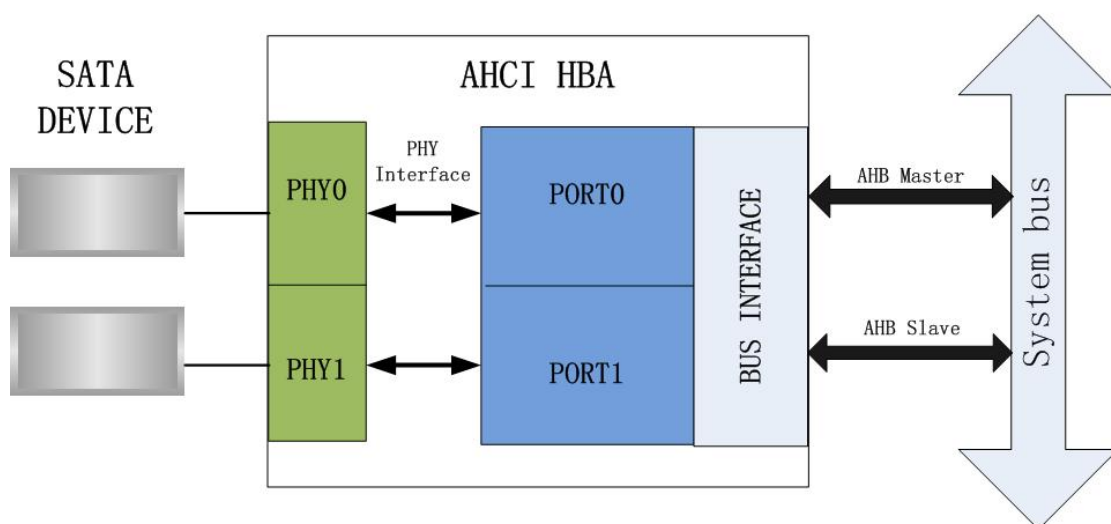 SATA
DEVICE
AHCI HBA
PHY0
PHY
Interface
PORT0
BUS INTERFACE
AHB Master
System bus
PHY1
PORT1
AHB Slave